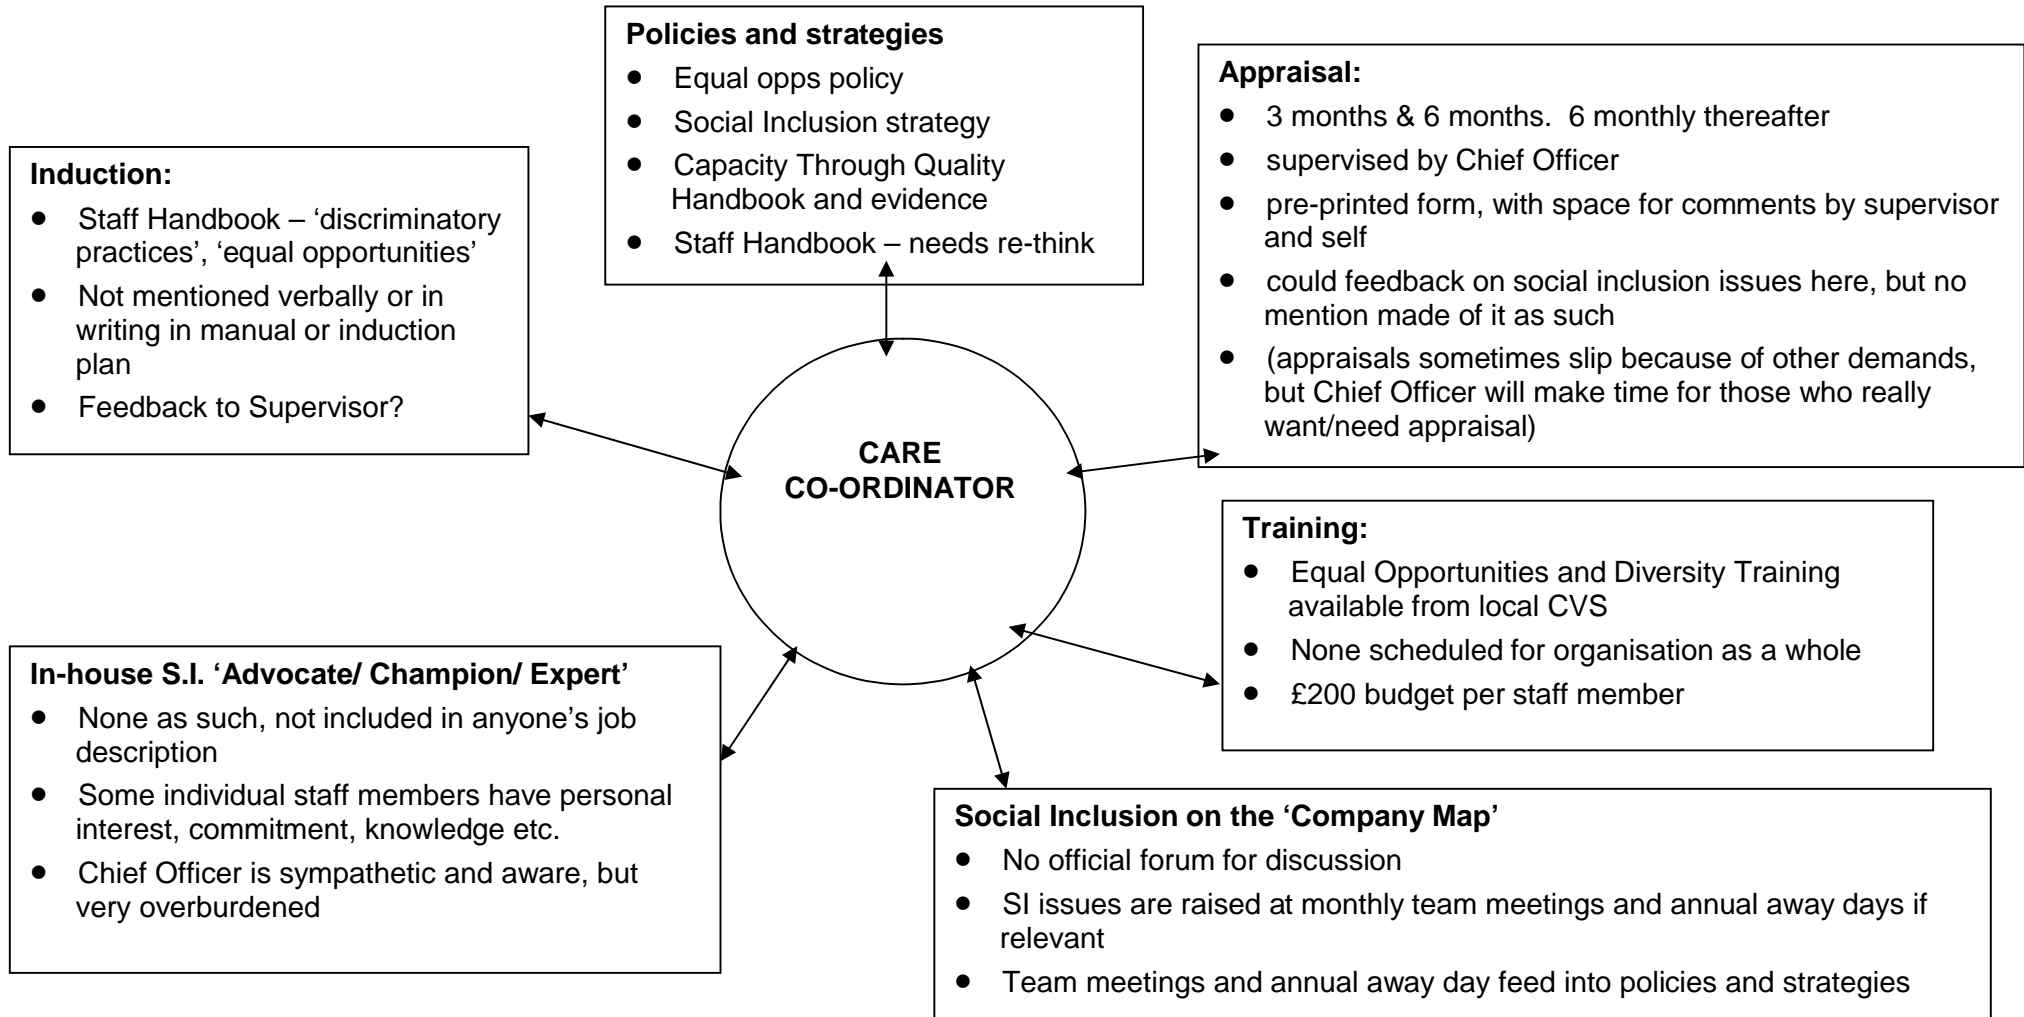 Policies and strategies
● Equal opps policy
● Social Inclusion strategy
● Capacity Through Quality
Handbook and evidence
● Staff Handbook – needs re-think
Appraisal:
● 3 months & 6 months.  6 monthly thereafter
● supervised by Chief Officer
● pre-printed form, with space for comments by supervisor
and self
● could feedback on social inclusion issues here, but no
mention made of it as such
● (appraisals sometimes slip because of other demands,
but Chief Officer will make time for those who really
want/need appraisal)
Induction:
● Staff Handbook – ‘discriminatory
practices’, ‘equal opportunities’
● Not mentioned verbally or in
writing in manual or induction
plan
● Feedback to Supervisor?
CARE
CO-ORDINATOR
Training:
● Equal Opportunities and Diversity Training
available from local CVS
● None scheduled for organisation as a whole
● £200 budget per staff member
In-house S.I. ‘Advocate/ Champion/ Expert’
● None as such, not included in anyone’s job
description
● Some individual staff members have personal
interest, commitment, knowledge etc.
● Chief Officer is sympathetic and aware, but
very overburdened
Social Inclusion on the ‘Company Map’
● No official forum for discussion
● SI issues are raised at monthly team meetings and annual away days if
relevant
● Team meetings and annual away day feed into policies and strategies